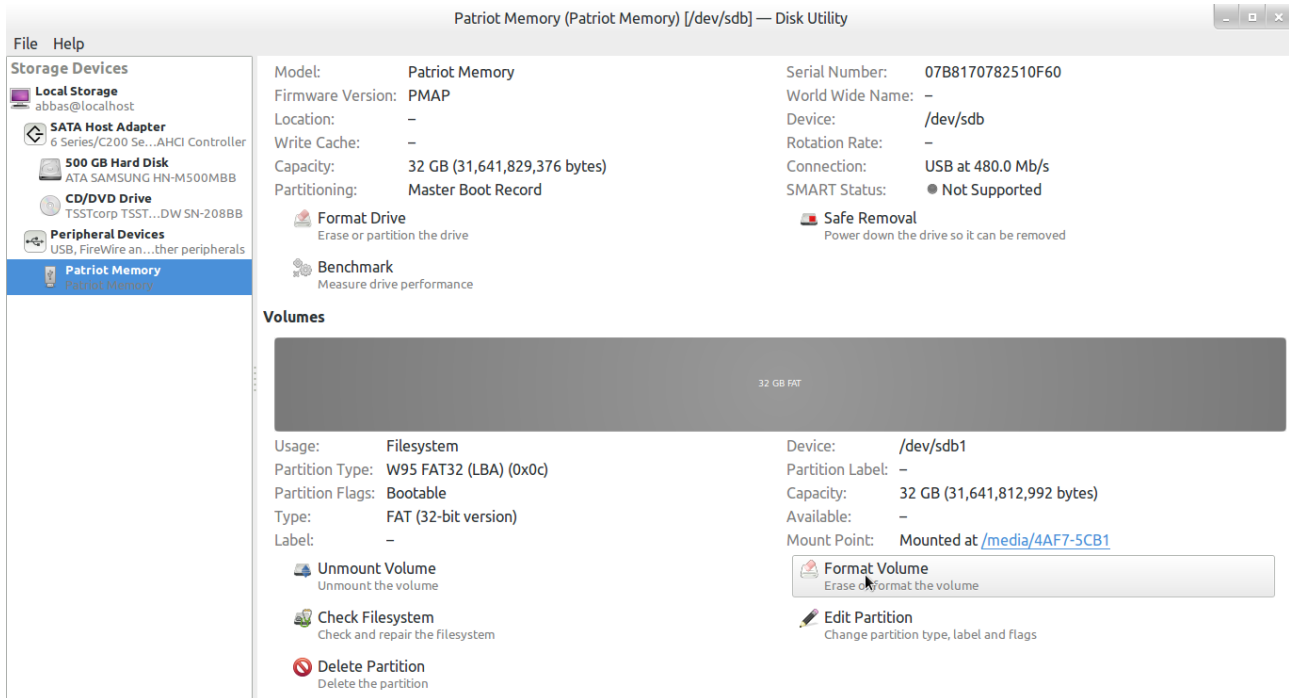 Patriot Memory (Patriot Memory) [/dev/sdb] — Disk Utility
File Help
Storage Devices
Local Storage
abbas@localhost
SATA Host Adapter
6 Series/C200 Se...AHCI Controller
500 GB Hard Disk
ATA SAMSUNG HN-M500MBB
CD/DVD Drive
TSSTcorp TSST...DW SN-208BB
Peripheral Devices
USB, FireWire an...ther peripherals
Patriot Memory
Patriot Memory
Model: Patriot Memory
Serial Number: 07B8170782510F60
Firmware Version: PMAP
World Wide Name: –
Location: –
Device: /dev/sdb
Write Cache: –
Rotation Rate: –
Capacity: 32 GB (31,641,829,376 bytes)
Connection: USB at 480.0 Mb/s
Partitioning: Master Boot Record
SMART Status: Not Supported
Format Drive
Erase or partition the drive
Safe Removal
Power down the drive so it can be removed
Benchmark
Measure drive performance
Volumes
32 GB FAT
Usage: Filesystem
Device: /dev/sdb1
Partition Type: W95 FAT32 (LBA) (0x0c)
Partition Label: –
Partition Flags: Bootable
Capacity: 32 GB (31,641,812,992 bytes)
Type: FAT (32-bit version)
Available: –
Label: –
Mount Point: Mounted at /media/4AF7-5CB1
Unmount Volume
Unmount the volume
Format Volume
Erase or format the volume
Check Filesystem
Check and repair the filesystem
Edit Partition
Change partition type, label and flags
Delete Partition
Delete the partition